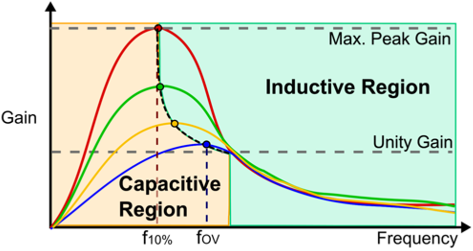 Max. Peak Gain
Inductive Region
Gain
Unity Gain
Capacitive
Region
f10%
fOV
Frequency